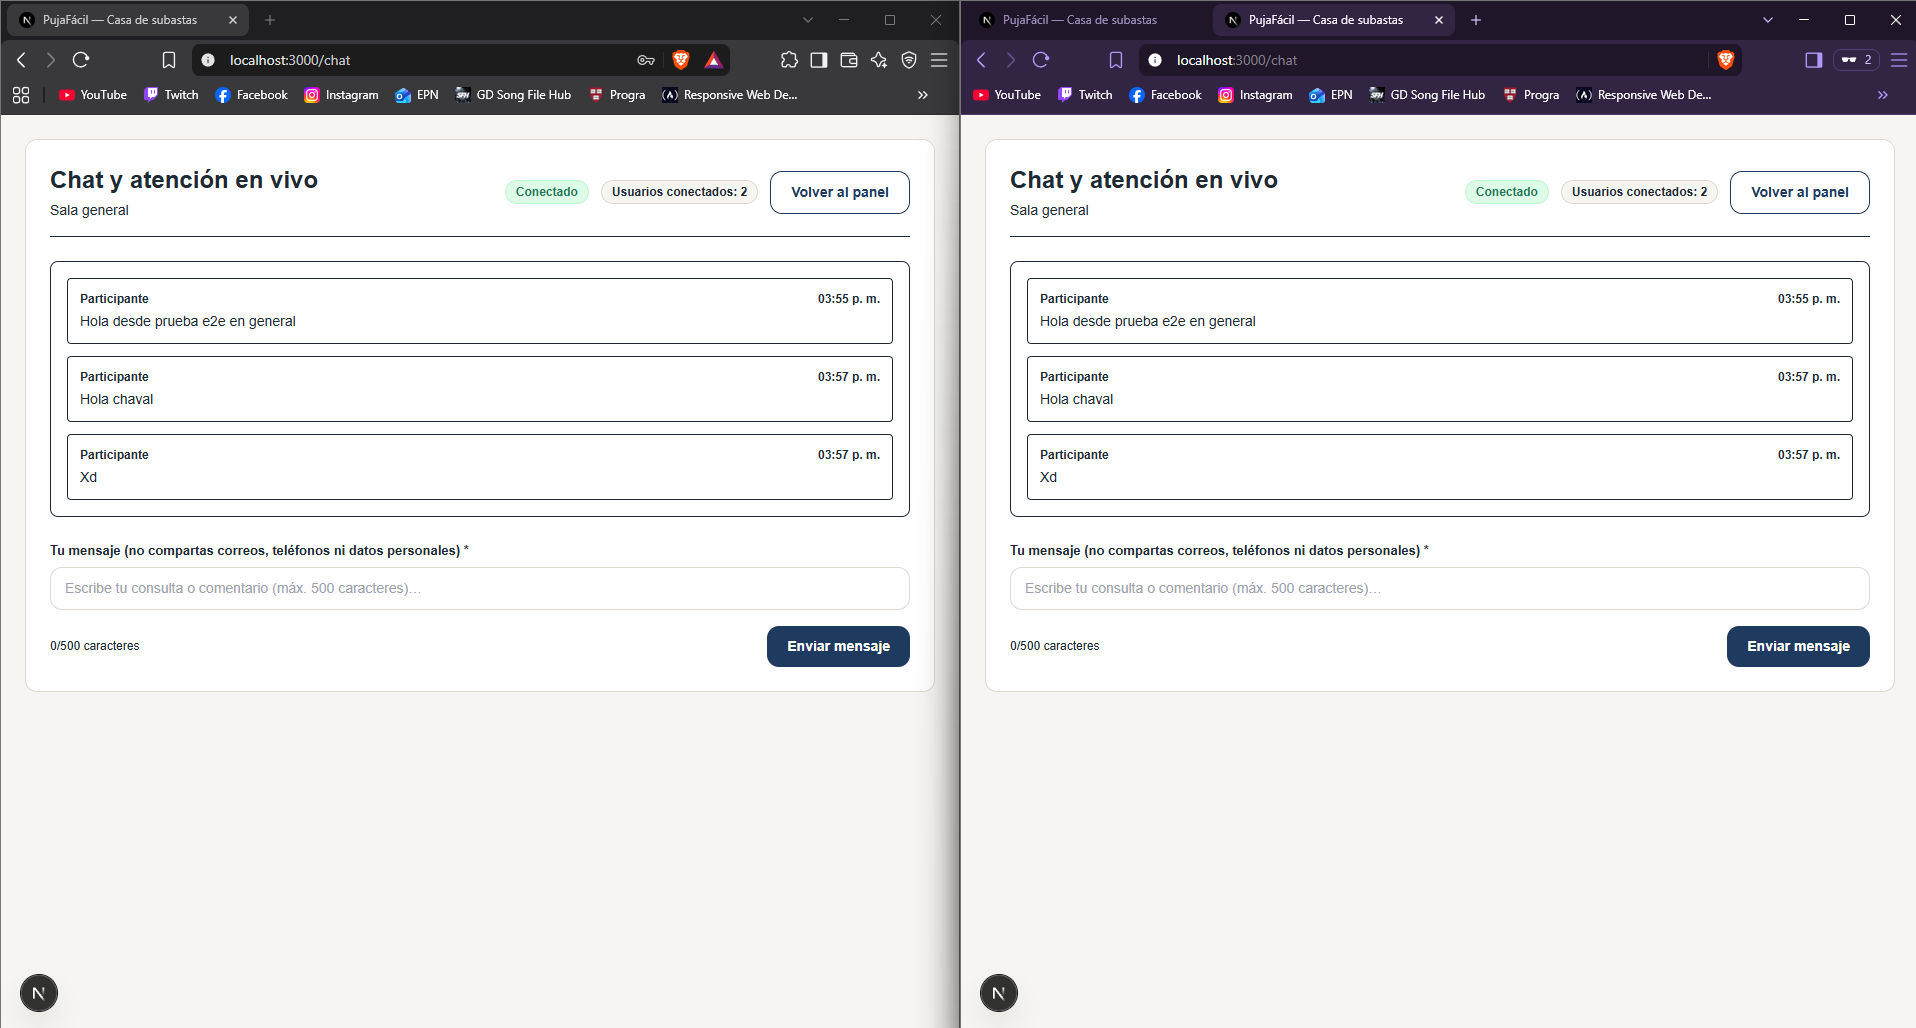 PujaFácil — Casa de subastas
localhost:3000/chat
YouTube Twitch Facebook Instagram EPN GD Song File Hub Progra Responsive Web De...
Chat y atención en vivo
Sala general
Conectado
Usuarios conectados: 2
Volver al panel
Participante 03:55 p. m.
Hola desde prueba e2e en general
Participante 03:57 p. m.
Hola chaval
Participante 03:57 p. m.
Xd
Tu mensaje (no compartas correos, teléfonos ni datos personales) *
Escribe tu consulta o comentario (máx. 500 caracteres)…
0/500 caracteres
Enviar mensaje
N
PujaFácil — Casa de subastas
PujaFácil — Casa de subastas
localhost:3000/chat
2
YouTube Twitch Facebook Instagram EPN GD Song File Hub Progra Responsive Web De...
Chat y atención en vivo
Sala general
Conectado
Usuarios conectados: 2
Volver al panel
Participante 03:55 p. m.
Hola desde prueba e2e en general
Participante 03:57 p. m.
Hola chaval
Participante 03:57 p. m.
Xd
Tu mensaje (no compartas correos, teléfonos ni datos personales) *
Escribe tu consulta o comentario (máx. 500 caracteres)…
0/500 caracteres
Enviar mensaje
N